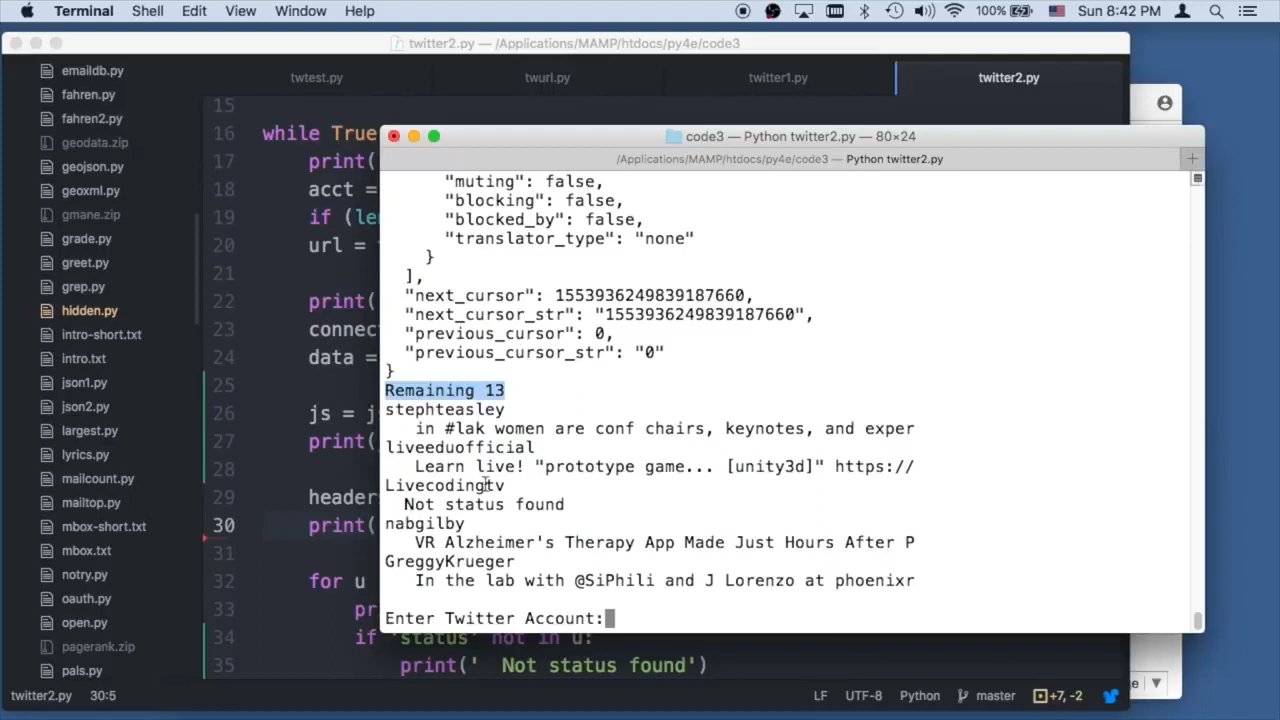 Terminal Shell Edit View Window Help 100% Sun 8:42 PM
twitter2.py — /Applications/MAMP/htdocs/py4e/code3
emaildb.py
fahren.py
fahren2.py
geodata.zip
geojson.py
geoxml.py
gmane.zip
grade.py
greet.py
grep.py
hidden.py
intro-short.txt
intro.txt
json1.py
json2.py
largest.py
lyrics.py
mailcount.py
mailtop.py
mbox-short.txt
mbox.txt
notry.py
oauth.py
open.py
pagerank.zip
pals.py
twtest.py twurl.py twitter1.py twitter2.py
15
16 while True
17 print(
18 acct =
19 if (len
20 url =
21
22 print(
23 connect
24 data =
25
26 js = j
27 print(
28
29 header
30 print(
31
32 for u
33 pr
34 if 'status' not in u:
35 print('  Not status found')
code3 — Python twitter2.py — 80×24
/Applications/MAMP/htdocs/py4e/code3 — Python twitter2.py +
"muting": false,
"blocking": false,
"blocked_by": false,
"translator_type": "none"
}
],
"next_cursor": 1553936249839187660,
"next_cursor_str": "1553936249839187660",
"previous_cursor": 0,
"previous_cursor_str": "0"
}
Remaining 13
stephteasley
in #lak women are conf chairs, keynotes, and exper
liveeduofficial
Learn live! "prototype game... [unity3d]" https://
Livecodingtv
Not status found
nabgilby
VR Alzheimer's Therapy App Made Just Hours After P
GreggyKrueger
In the lab with @SiPhili and J Lorenzo at phoenixr
Enter Twitter Account:
twitter2.py 30:5 LF UTF-8 Python master +7, -2